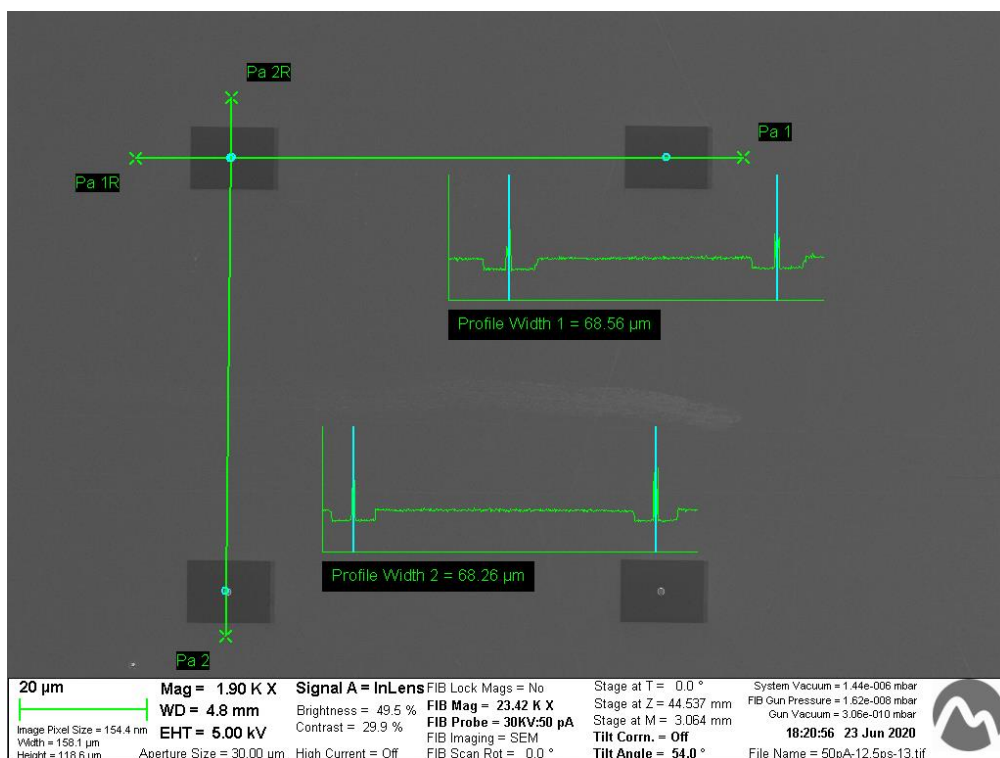 Pa 2R
Pa 1
Pa 1R
Profile Width 1 = 68.56 µm
Profile Width 2 = 68.26 µm
Pa 2
20 µm
Image Pixel Size = 154.4 nm
Width = 158.1 µm
Height = 118.6 µm
Mag = 1.90 K X
WD = 4.8 mm
EHT = 5.00 kV
Aperture Size = 30.00 µm
Signal A = InLens
Brightness = 49.5 %
Contrast = 29.9 %
High Current = Off
FIB Lock Mags = No
FIB Mag = 23.42 K X
FIB Probe = 30KV:50 pA
FIB Imaging = SEM
FIB Scan Rot = 0.0 °
Stage at T = 0.0 °
Stage at Z = 44.537 mm
Stage at M = 3.064 mm
Tilt Corrn. = Off
Tilt Angle = 54.0 °
System Vacuum = 1.44e-006 mbar
FIB Gun Pressure = 1.62e-008 mbar
Gun Vacuum = 3.06e-010 mbar
18:20:56 23 Jun 2020
File Name = 50pA-12.5ps-13.tif